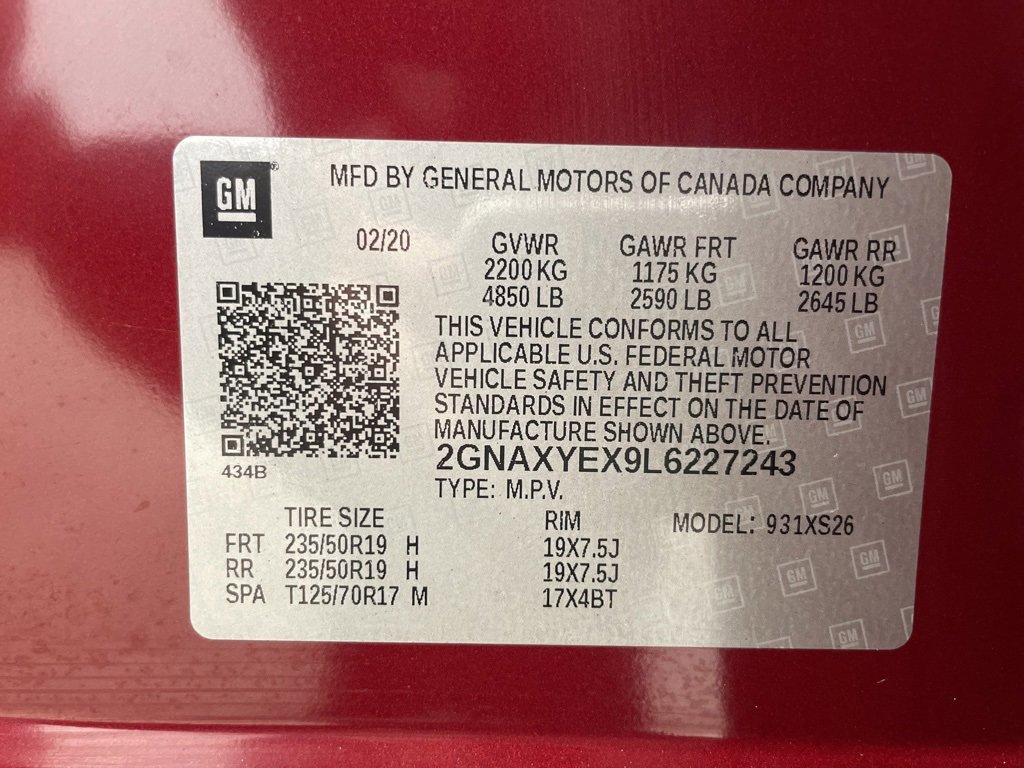 GM
MFD BY GENERAL MOTORS OF CANADA COMPANY
02/20 GVWR GAWR FRT GAWR RR
2200 KG 1175 KG 1200 KG
4850 LB 2590 LB 2645 LB
THIS VEHICLE CONFORMS TO ALL
APPLICABLE U.S. FEDERAL MOTOR
VEHICLE SAFETY AND THEFT PREVENTION
STANDARDS IN EFFECT ON THE DATE OF
MANUFACTURE SHOWN ABOVE.
434B
2GNAXYEX9L6227243
TYPE: M.P.V.
TIRE SIZE RIM MODEL: 931XS26
FRT 235/50R19 H 19X7.5J
RR 235/50R19 H 19X7.5J
SPA T125/70R17 M 17X4BT